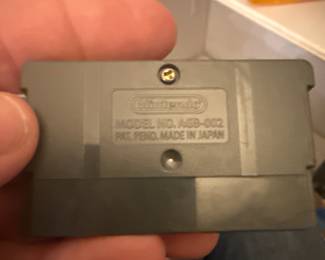 Nintendo
MODEL NO. AGB-002
PAT. PEND. MADE IN JAPAN